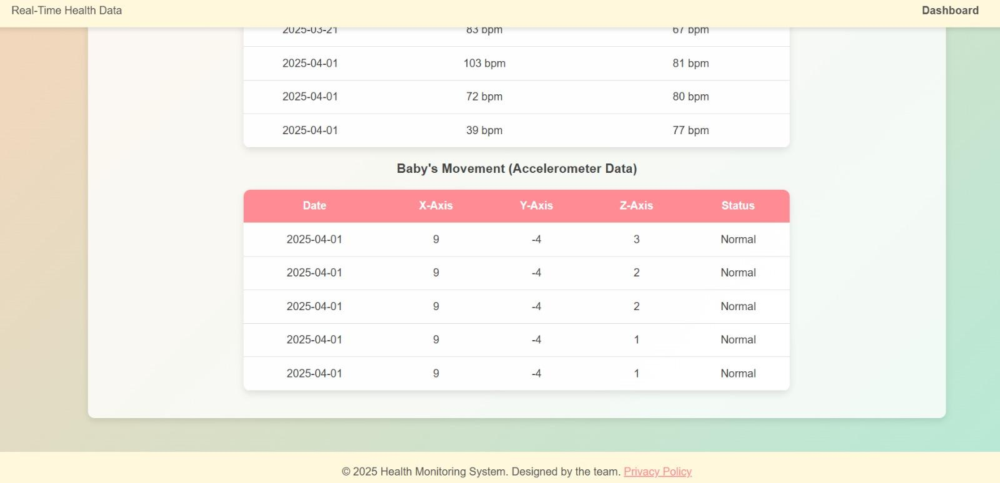 Real-Time Health Data Dashboard
2025-03-21 83 bpm 67 bpm
2025-04-01 103 bpm 81 bpm
2025-04-01 72 bpm 80 bpm
2025-04-01 39 bpm 77 bpm
Baby's Movement (Accelerometer Data)
Date X-Axis Y-Axis Z-Axis Status
2025-04-01 9 -4 3 Normal
2025-04-01 9 -4 2 Normal
2025-04-01 9 -4 2 Normal
2025-04-01 9 -4 1 Normal
2025-04-01 9 -4 1 Normal
© 2025 Health Monitoring System. Designed by the team. Privacy Policy